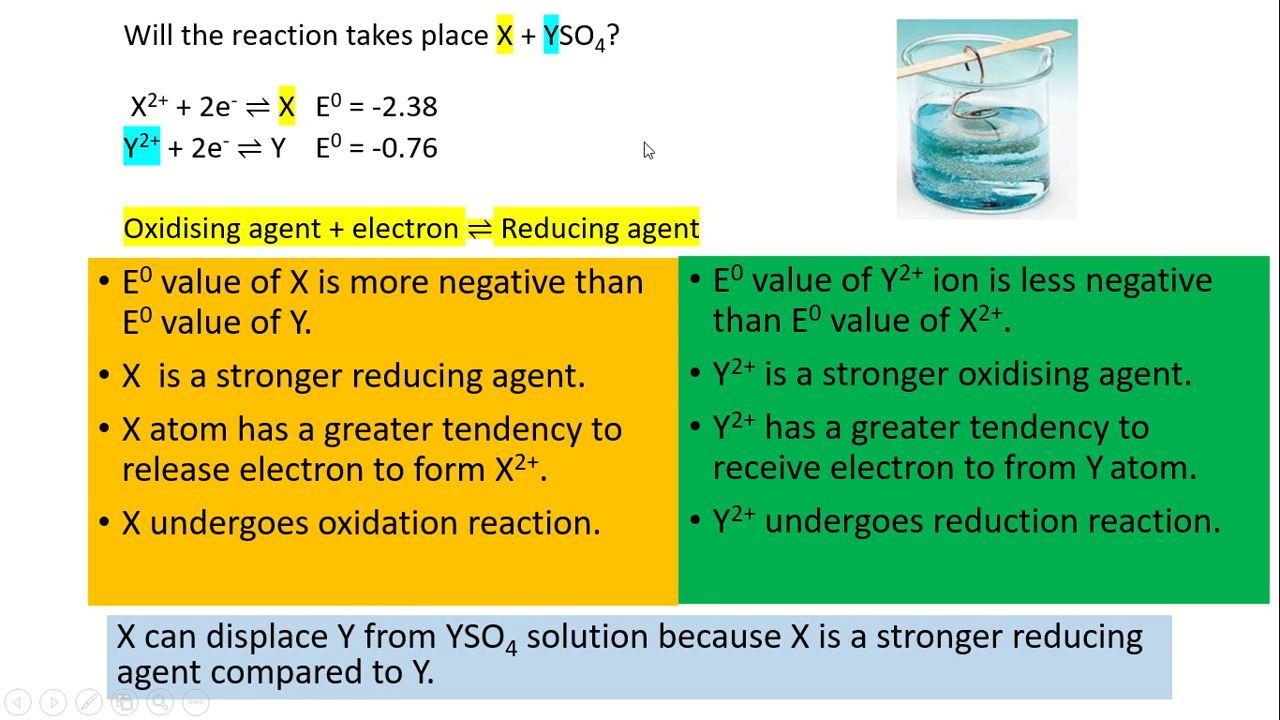 Will the reaction takes place X + YSO₄?
X²⁺ + 2e⁻ ⇌ X E⁰ = -2.38
Y²⁺ + 2e⁻ ⇌ Y E⁰ = -0.76
Oxidising agent + electron ⇌ Reducing agent
• E⁰ value of X is more negative than
E⁰ value of Y.
• X is a stronger reducing agent.
• X atom has a greater tendency to
release electron to form X²⁺.
• X undergoes oxidation reaction.
• E⁰ value of Y²⁺ ion is less negative
than E⁰ value of X²⁺.
• Y²⁺ is a stronger oxidising agent.
• Y²⁺ has a greater tendency to
receive electron to from Y atom.
• Y²⁺ undergoes reduction reaction.
X can displace Y from YSO₄ solution because X is a stronger reducing
agent compared to Y.